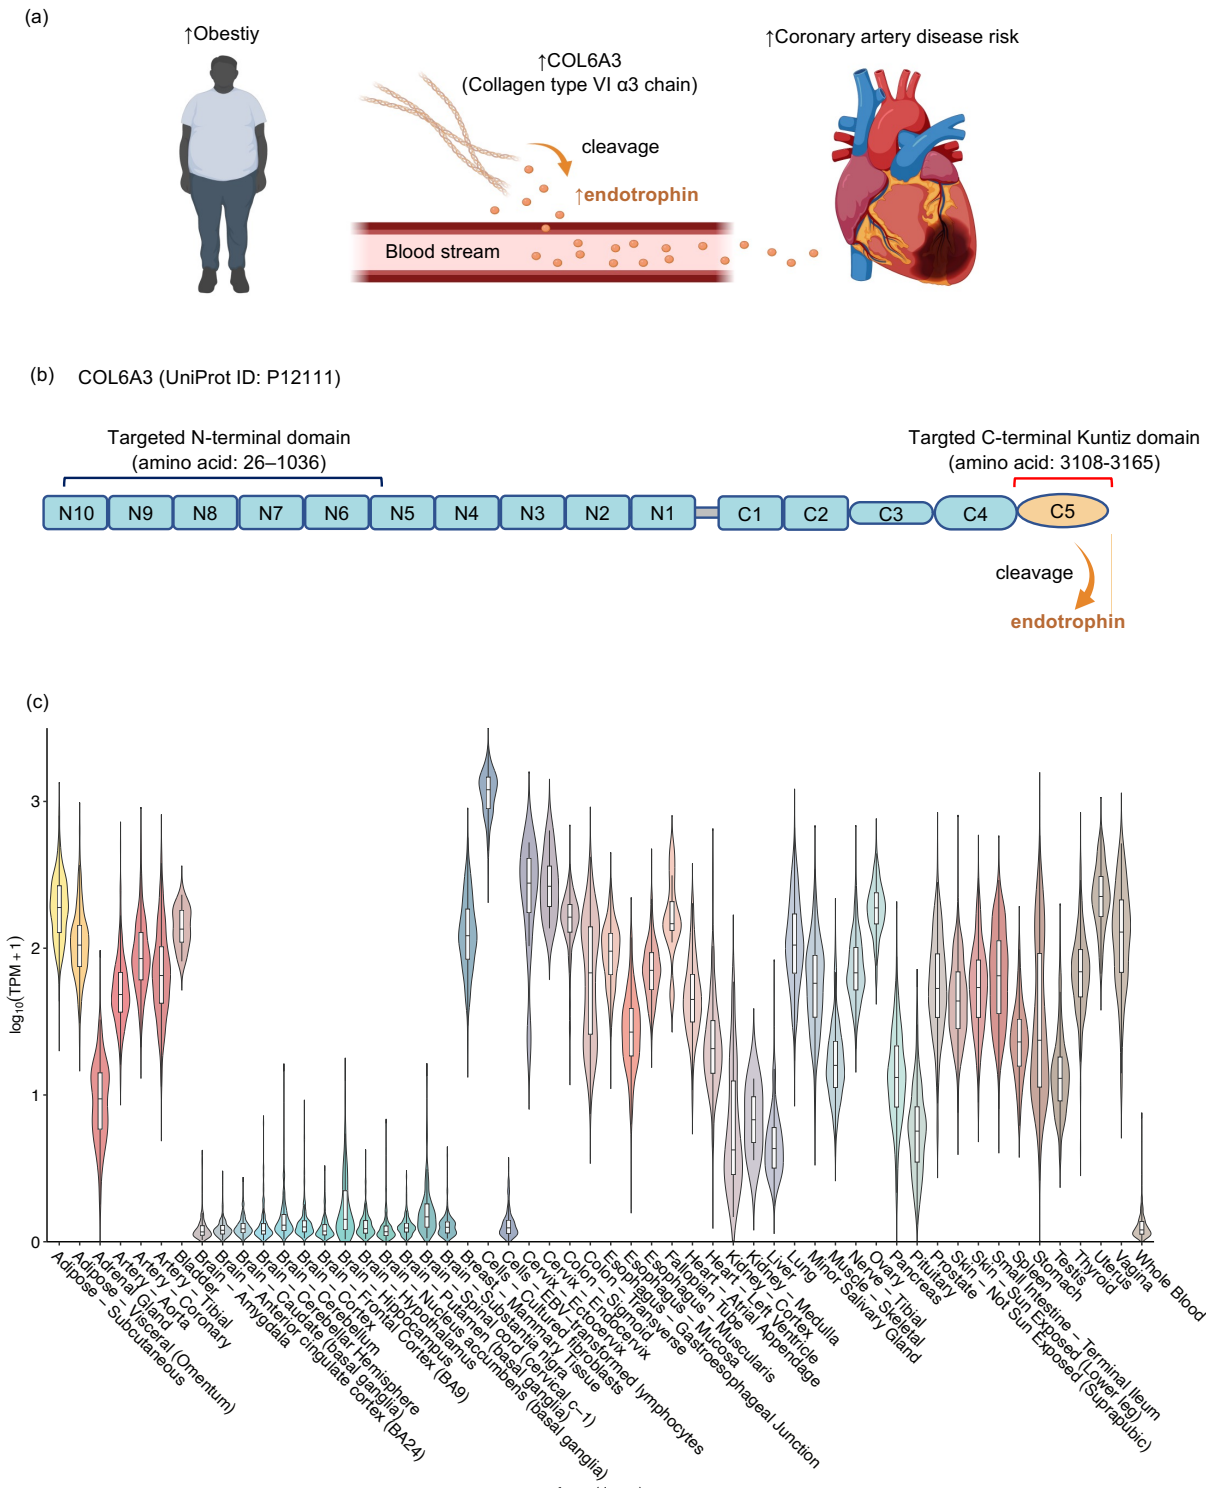 (a)
↑Obestiy
↑COL6A3
(Collagen type VI α3 chain)
↑Coronary artery disease risk
cleavage
↑endotrophin
Blood stream
(b) COL6A3 (UniProt ID: P12111)
Targeted N-terminal domain
(amino acid: 26–1036)
Targted C-terminal Kuntiz domain
(amino acid: 3108-3165)
N10 N9 N8 N7 N6 N5 N4 N3 N2 N1 C1 C2 C3 C4 C5
cleavage
endotrophin
(c)
log10(TPM + 1)
3
2
1
0
Adipose – Subcutaneous
Adipose – Visceral (Omentum)
Adrenal Gland
Artery – Aorta
Artery – Coronary
Artery – Tibial
Bladder
Brain – Amygdala
Brain – Anterior cingulate cortex (BA24)
Brain – Caudate (basal ganglia)
Brain – Cerebellar Hemisphere
Brain – Cerebellum
Brain – Cortex
Brain – Frontal Cortex (BA9)
Brain – Hippocampus
Brain – Hypothalamus
Brain – Nucleus accumbens (basal ganglia)
Brain – Putamen (basal ganglia)
Brain – Spinal cord (cervical c–1)
Brain – Substantia nigra
Breast – Mammary Tissue
Cells – Cultured fibroblasts
Cells – EBV–transformed lymphocytes
Cervix – Ectocervix
Cervix – Endocervix
Colon – Sigmoid
Colon – Transverse
Esophagus – Gastroesophageal Junction
Esophagus – Mucosa
Esophagus – Muscularis
Fallopian Tube
Heart – Atrial Appendage
Heart – Left Ventricle
Kidney – Cortex
Kidney – Medulla
Liver
Lung
Minor Salivary Gland
Muscle – Skeletal
Nerve – Tibial
Ovary
Pancreas
Pituitary
Prostate
Skin – Not Sun Exposed (Suprapubic)
Skin – Sun Exposed (Lower leg)
Small Intestine – Terminal Ileum
Spleen
Stomach
Testis
Thyroid
Uterus
Vagina
Whole Blood